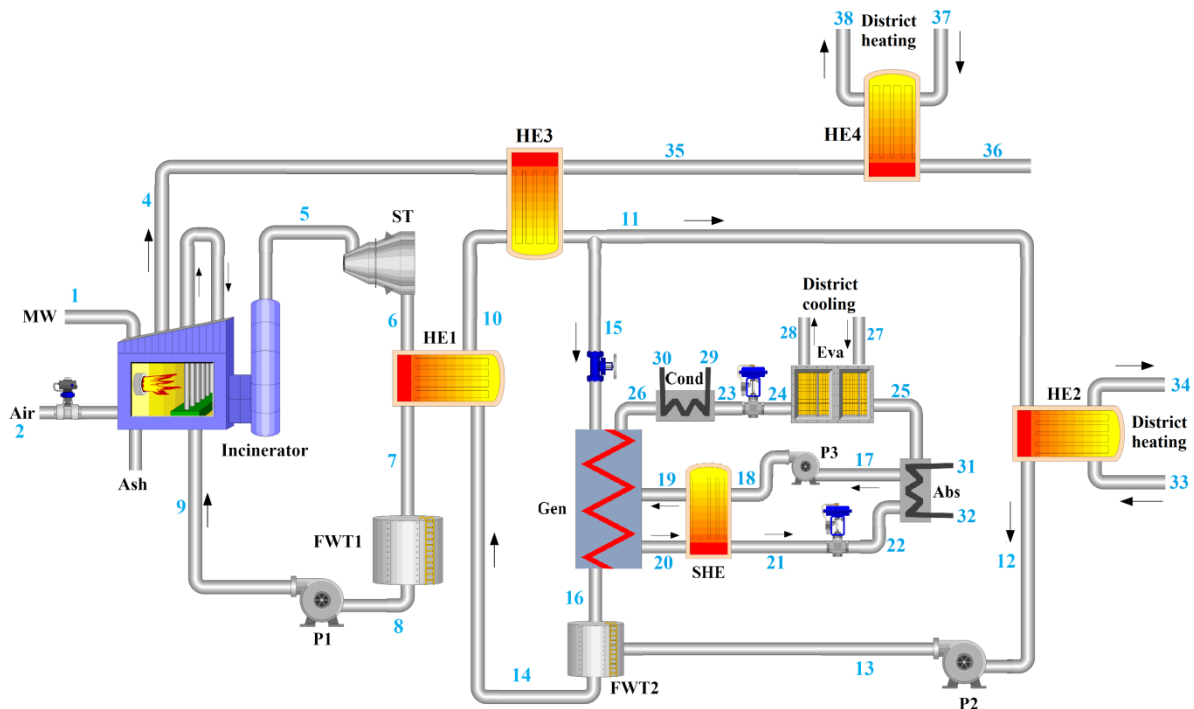 38
District
heating
37
HE3
HE4
35
36
4
5
ST
11
1
MW
6
HE1
10
15
District
cooling
28
27
Eva
30
29
Cond
26
23
24
25
34
HE2
District
heating
33
Air
2
Incinerator
Ash
7
9
P3
19
18
17
31
Abs
32
Gen
20
SHE
21
22
12
FWT1
16
P1
8
14
FWT2
13
P2